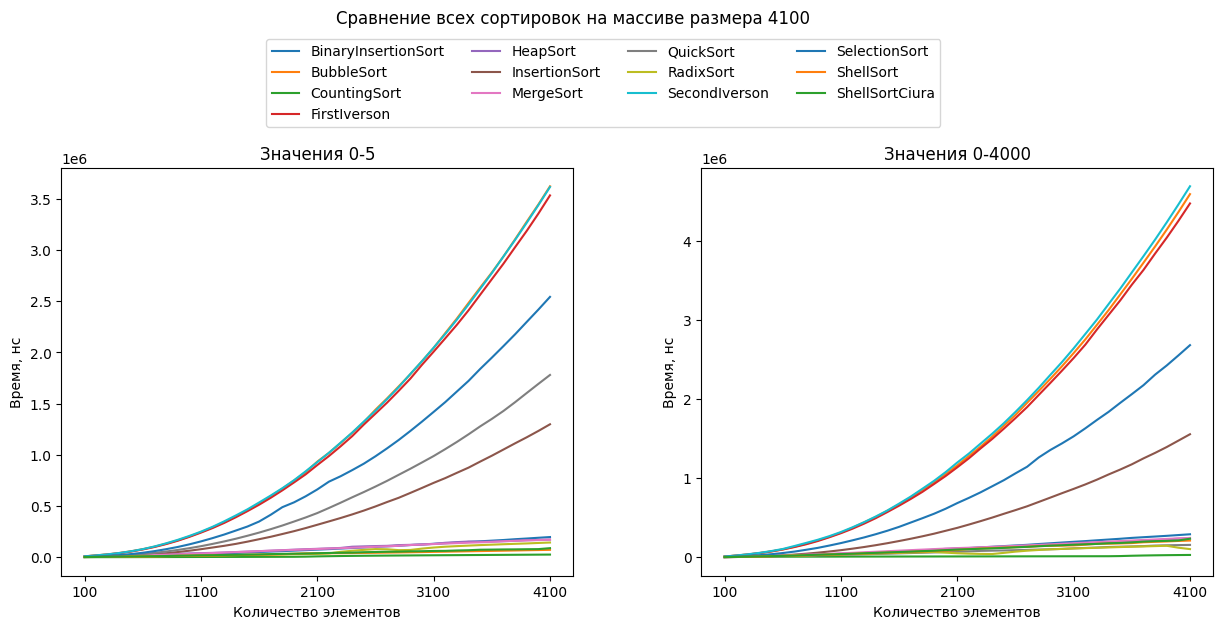 Сравнение всех сортировок на массиве размера 4100
BinaryInsertionSort HeapSort QuickSort SelectionSort
BubbleSort InsertionSort RadixSort ShellSort
CountingSort MergeSort SecondIverson ShellSortCiura
FirstIverson
1e6 Значения 0-5
3.5
3.0
2.5
2.0
1.5
1.0
0.5
0.0
Время, нс
100 1100 2100 3100 4100
Количество элементов
1e6 Значения 0-4000
4
3
2
1
0
Время, нс
100 1100 2100 3100 4100
Количество элементов